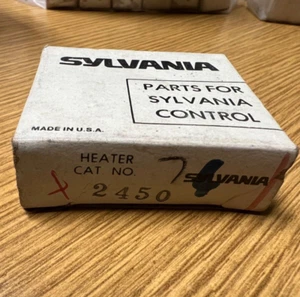 SYLVANIA
PARTS FOR
SYLVANIA
CONTROL
MADE IN U.S.A.
HEATER
CAT NO. 2450
SYLVANIA